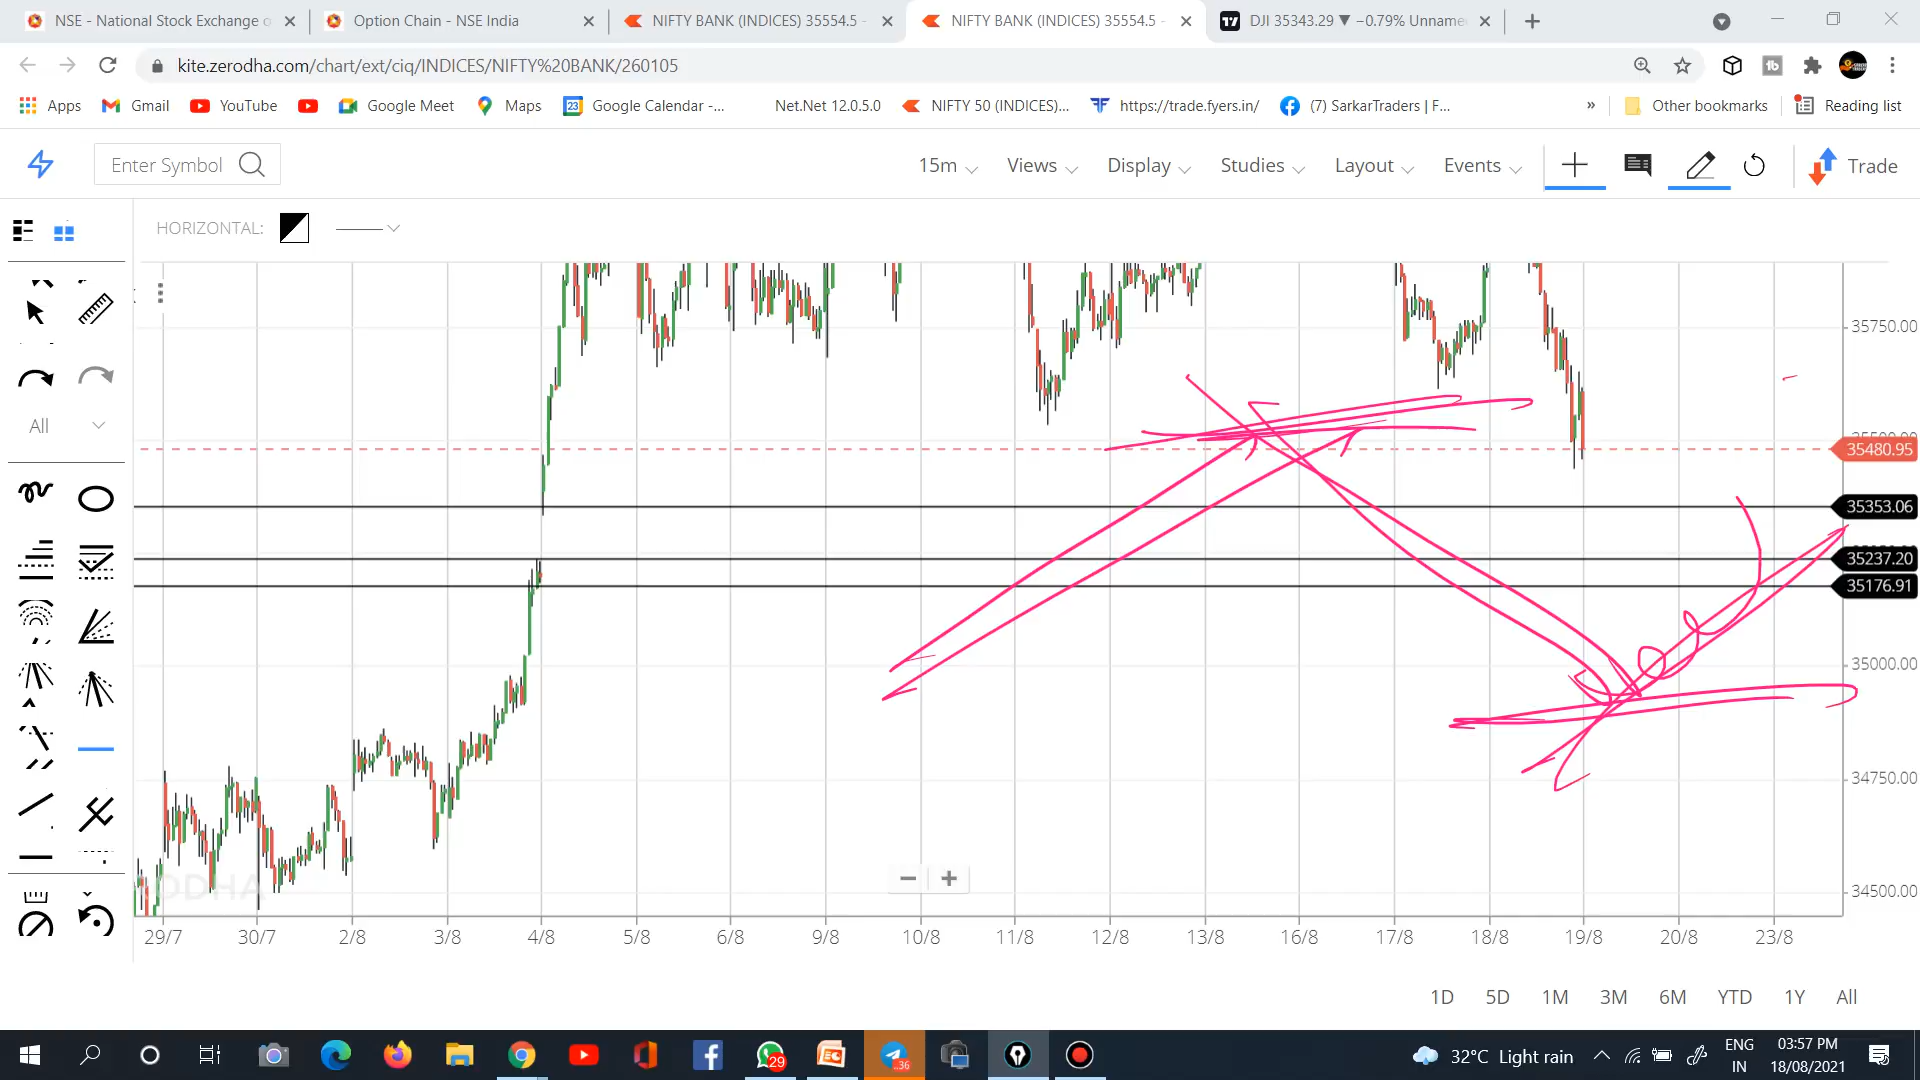 NSE - National Stock Exchange o
Option Chain - NSE India
NIFTY BANK (INDICES) 35554.5 -
NIFTY BANK (INDICES) 35554.5 -
DJI 35343.29 ▼ −0.79% Unname
kite.zerodha.com/chart/ext/ciq/INDICES/NIFTY%20BANK/260105
Apps
Gmail
YouTube
Google Meet
Maps
Google Calendar -...
Net.Net 12.0.5.0
NIFTY 50 (INDICES)...
https://trade.fyers.in/
(7) SarkarTraders | F...
»
Other bookmarks
Reading list
Enter Symbol
15m
Views
Display
Studies
Layout
Events
Trade
HORIZONTAL:
All
35750.00
35480.95
35353.06
35237.20
35176.91
35000.00
34750.00
34500.00
29/7 30/7 2/8 3/8 4/8 5/8 6/8 9/8 10/8 11/8 12/8 13/8 16/8 17/8 18/8 19/8 20/8 23/8
1D 5D 1M 3M 6M YTD 1Y All
29
36
32°C Light rain
ENG
IN
03:57 PM
18/08/2021